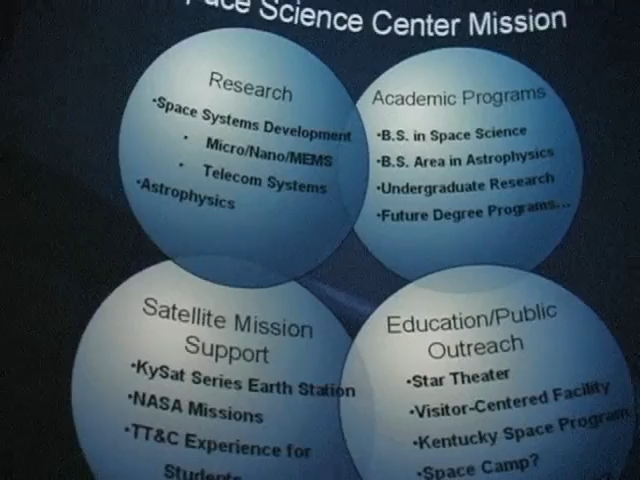 Space Science Center Mission
Research
•Space Systems Development
• Micro/Nano/MEMS
• Telecom Systems
•Astrophysics
Academic Programs
•B.S. in Space Science
•B.S. Area in Astrophysics
•Undergraduate Research
•Future Degree Programs...
Satellite Mission
Support
•KySat Series Earth Station
•NASA Missions
•TT&C Experience for
Students
Education/Public
Outreach
•Star Theater
•Visitor-Centered Facility
•Kentucky Space Program
•Space Camp?